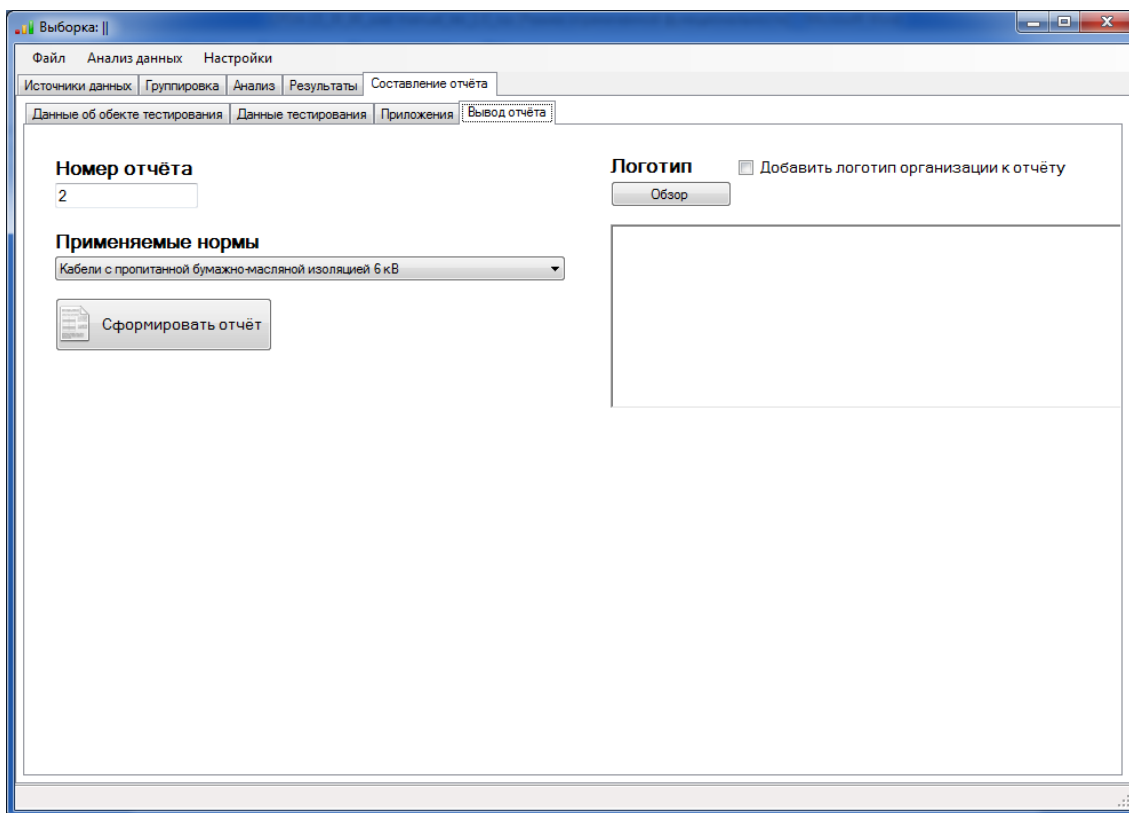 Выборка: ||
Файл Анализ данных Настройки
Источники данных Группировка Анализ Результаты Составление отчёта
Данные об обекте тестирования Данные тестирования Приложения Вывод отчёта
Номер отчёта
2
Логотип Добавить логотип организации к отчёту
Обзор
Применяемые нормы
Кабели с пропитанной бумажно-масляной изоляцией 6 кВ
Сформировать отчёт